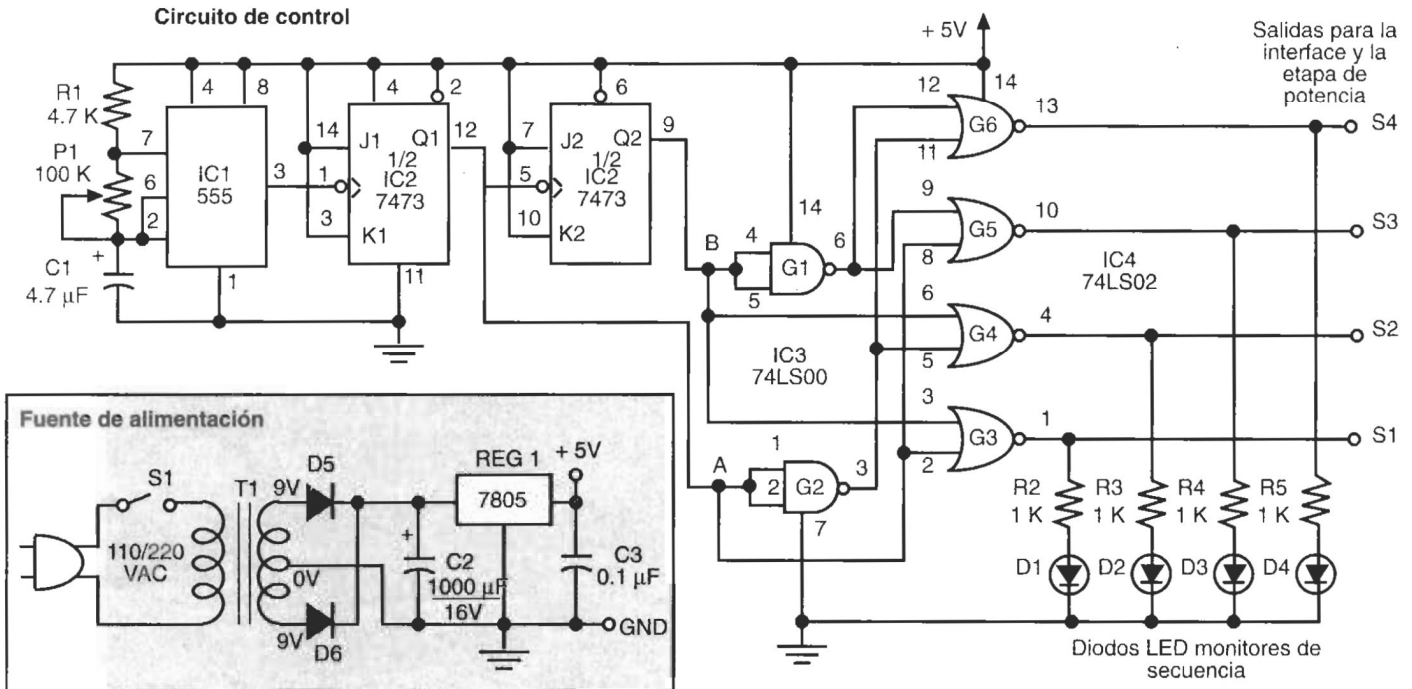 Circuito de control
+ 5V
Salidas para la
interface y la
etapa de
potencia
R1
4.7 K
P1
100 K
C1
4.7 µF
+
7
6
2
4
8
IC1
555
3
1
14
1
3
4
2
J1
Q1
1/2
IC2
7473
K1
12
11
7
5
10
6
J2
Q2
1/2
IC2
7473
K2
9
B
4
5
G1
14
6
IC3
74LS00
A
1
2
G2
3
7
12
11
G6
14
13
S4
9
8
G5
10
S3
IC4
74LS02
6
5
G4
4
S2
3
2
G3
1
S1
R2
1 K
R3
1 K
R4
1 K
R5
1 K
D1
D2
D3
D4
Diodos LED monitores de
secuencia
Fuente de alimentación
S1
110/220
VAC
T1
9V
0V
9V
D5
D6
+
C2
1000 µF
16V
REG 1
7805
+ 5V
C3
0.1 µF
GND